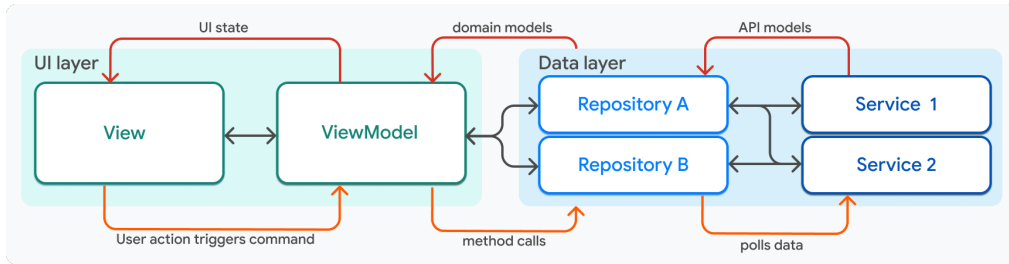 UI state
domain models
API models
UI layer
Data layer
View
ViewModel
Repository A
Service 1
Repository B
Service 2
User action triggers command
method calls
polls data